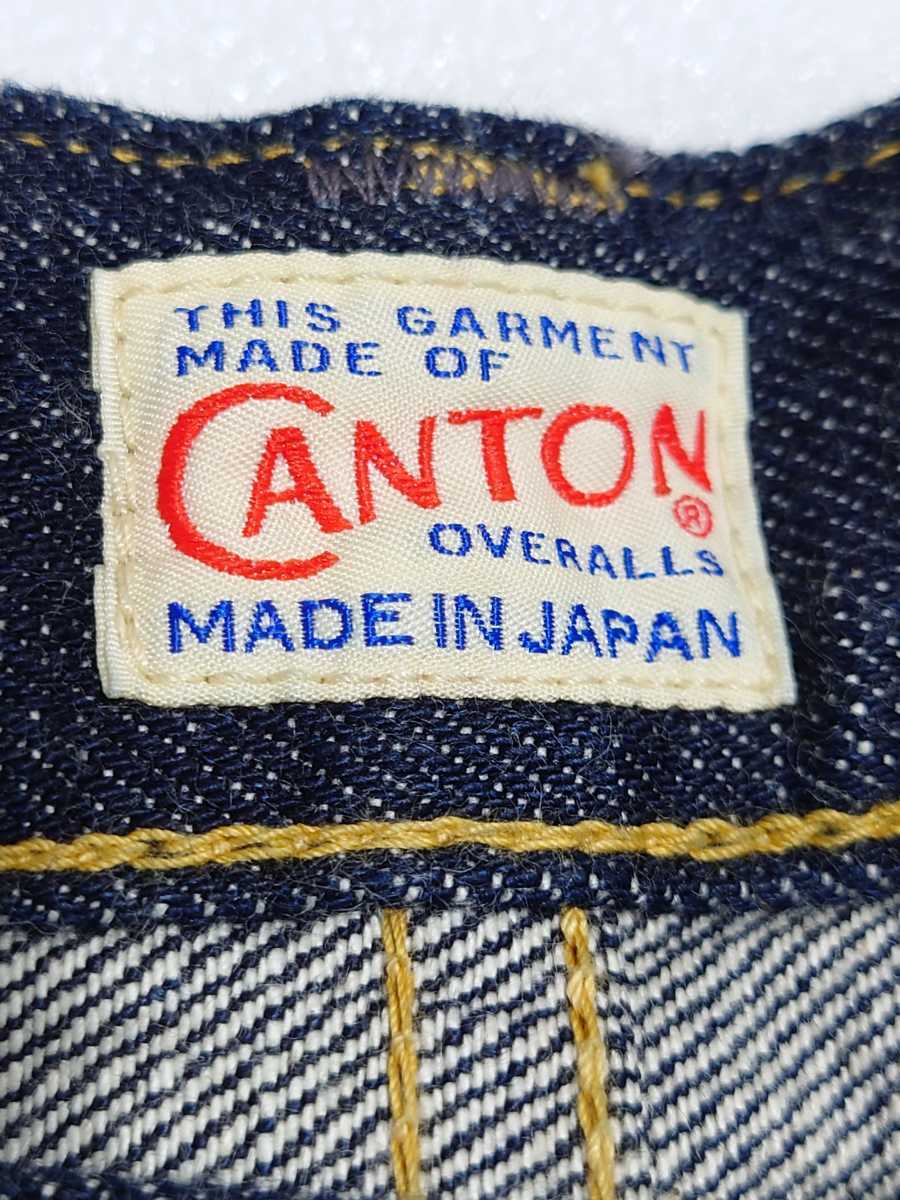 THIS GARMENT
MADE OF
CANTON®
OVERALLS
MADE IN JAPAN